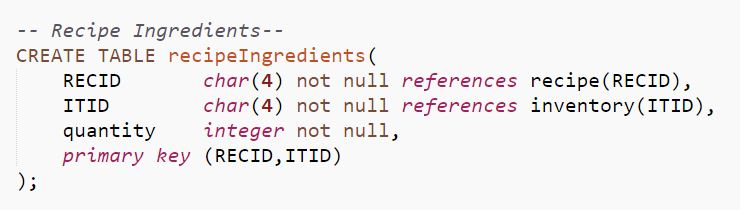 -- Recipe Ingredients--
CREATE TABLE recipeIngredients(
    RECID       char(4) not null references recipe(RECID),
    ITID        char(4) not null references inventory(ITID),
    quantity    integer not null,
    primary key (RECID,ITID)
);